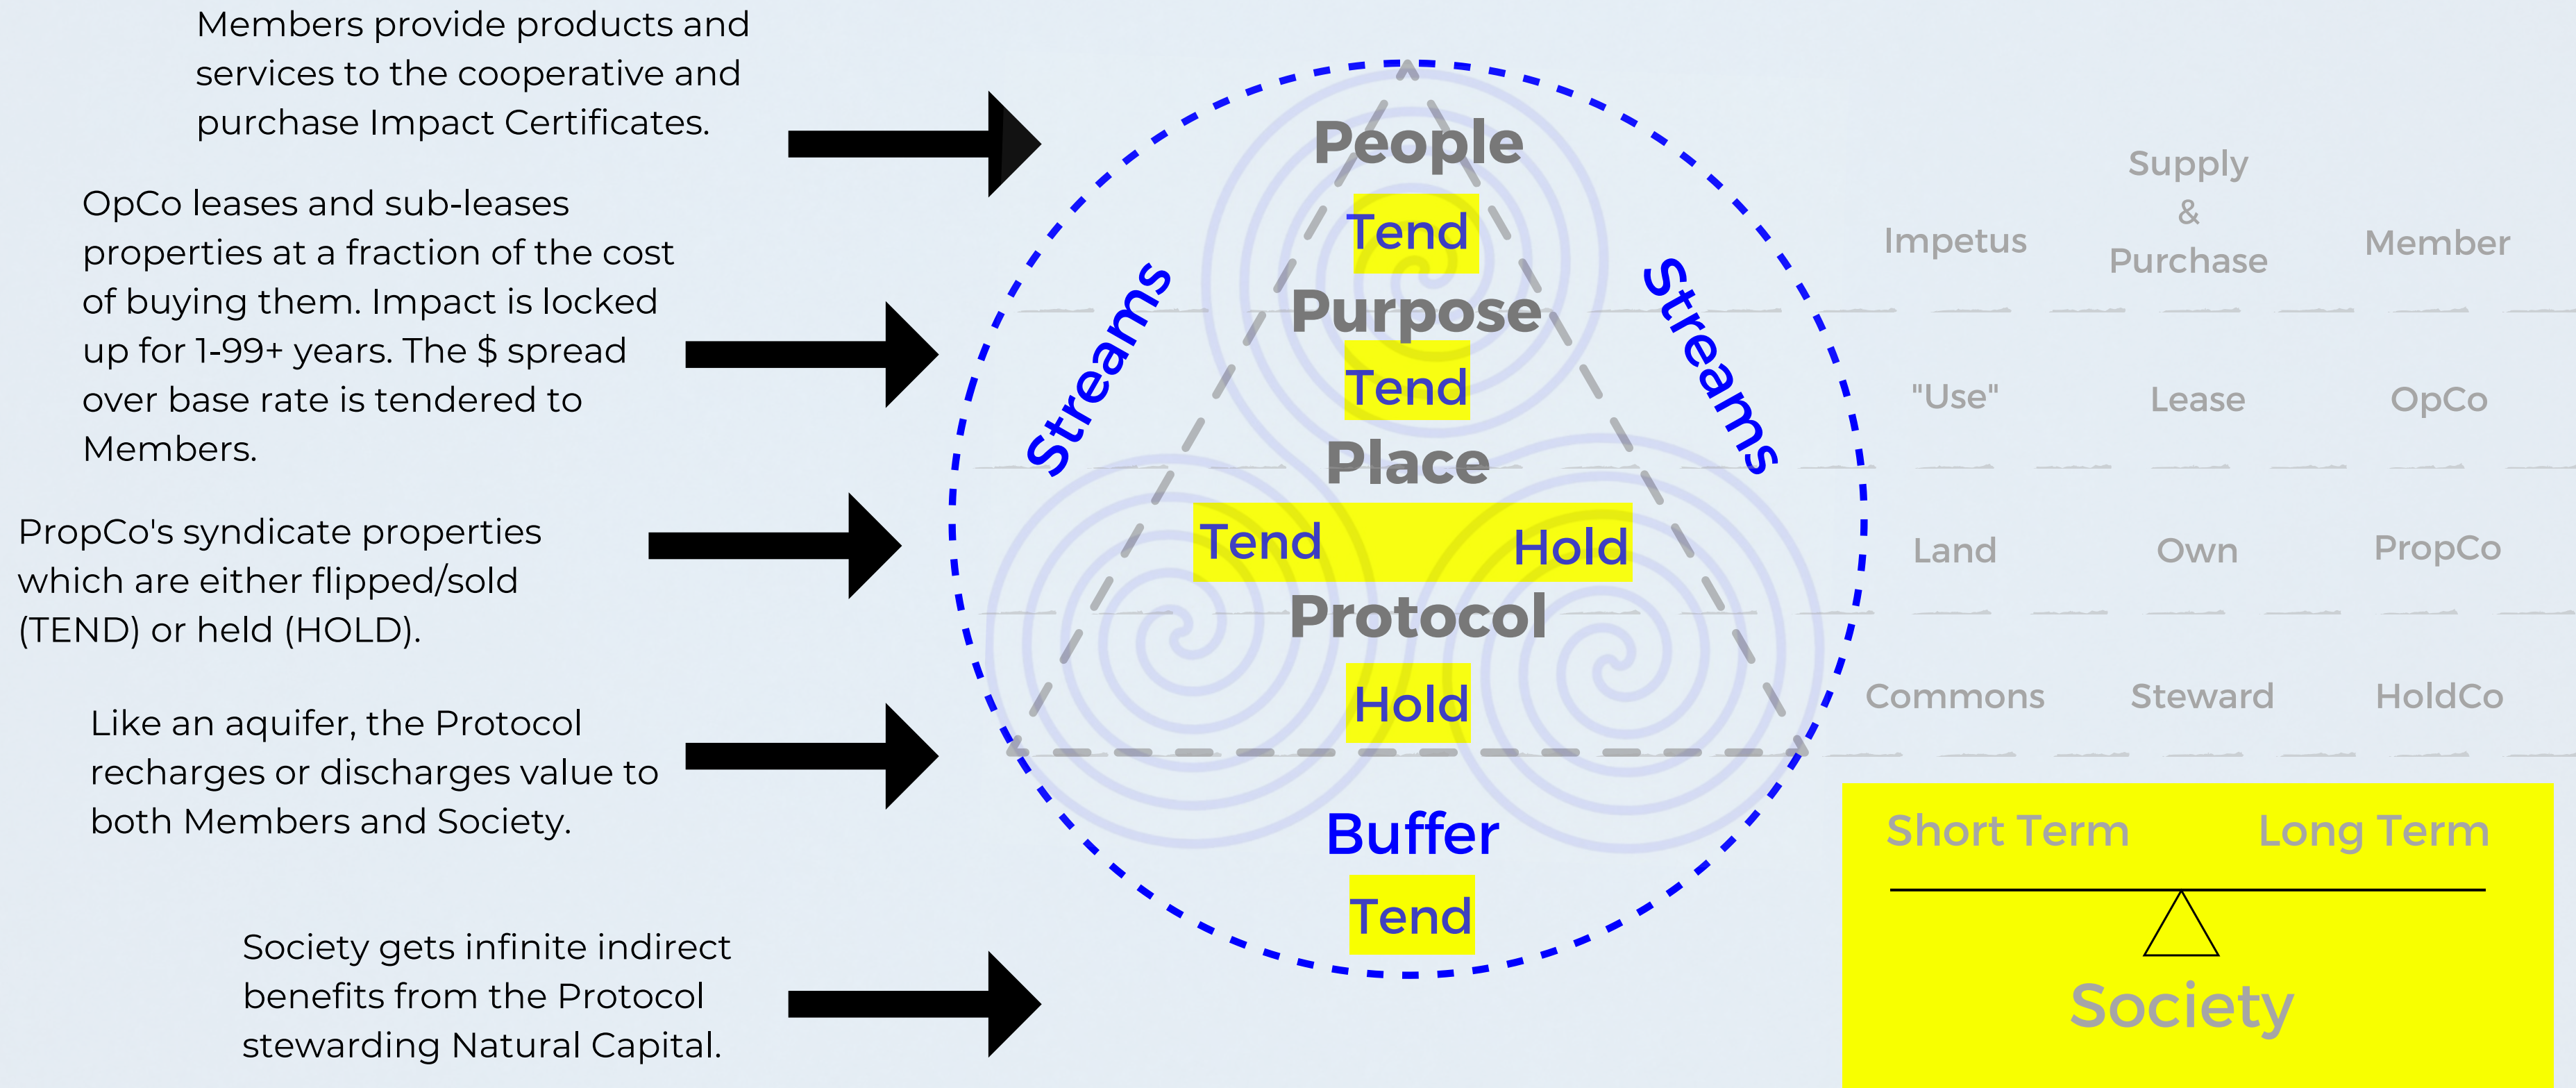 Members provide products and
services to the cooperative and
purchase Impact Certificates.
OpCo leases and sub-leases
properties at a fraction of the cost
of buying them. Impact is locked
up for 1-99+ years. The $ spread
over base rate is tendered to
Members.
PropCo's syndicate properties
which are either flipped/sold
(TEND) or held (HOLD).
Like an aquifer, the Protocol
recharges or discharges value to
both Members and Society.
Society gets infinite indirect
benefits from the Protocol
stewarding Natural Capital.
People
Tend
Purpose
Tend
Place
Tend Hold
Protocol
Hold
Buffer
Tend
Streams
Streams
Impetus
Supply
&
Purchase
Member
"Use" Lease OpCo
Land Own PropCo
Commons Steward HoldCo
Short Term Long Term
Society